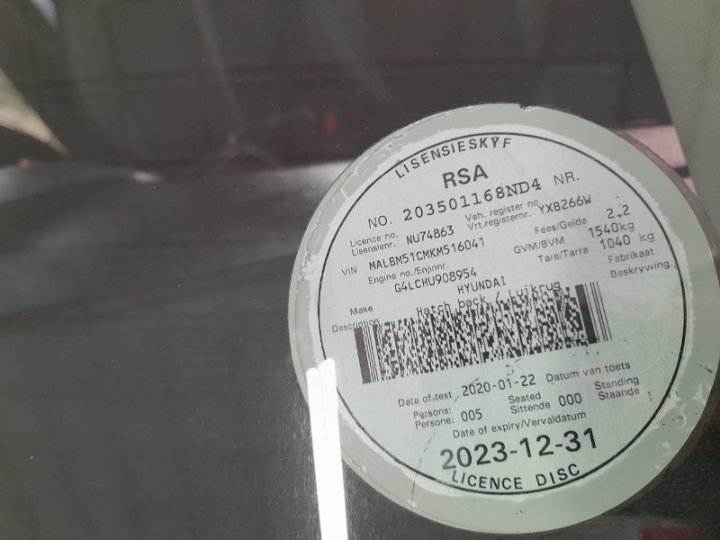 LISENSIESKYF
RSA
NO. 203501168ND4 NR.
Licence no. Lisensienr. NU74863 Veh. register no. Vrt.registernr. YXB266W
VIN MALBM51CMKM516041 Fees/Gelde 2.2
Engine no./Enjinnr. G4LCHU908954 GVM/BVM 1540kg
Tare/Tarra 1040 kg
Make HYUNDAI Fabrikaat
Description Hatch back / Luikrug Beskrywing
Date of test 2020-01-22 Datum van toets
Persons: Persone: 005 Seated Sittende 000 Standing Staande
Date of expiry/Vervaldatum
2023-12-31
LICENCE DISC